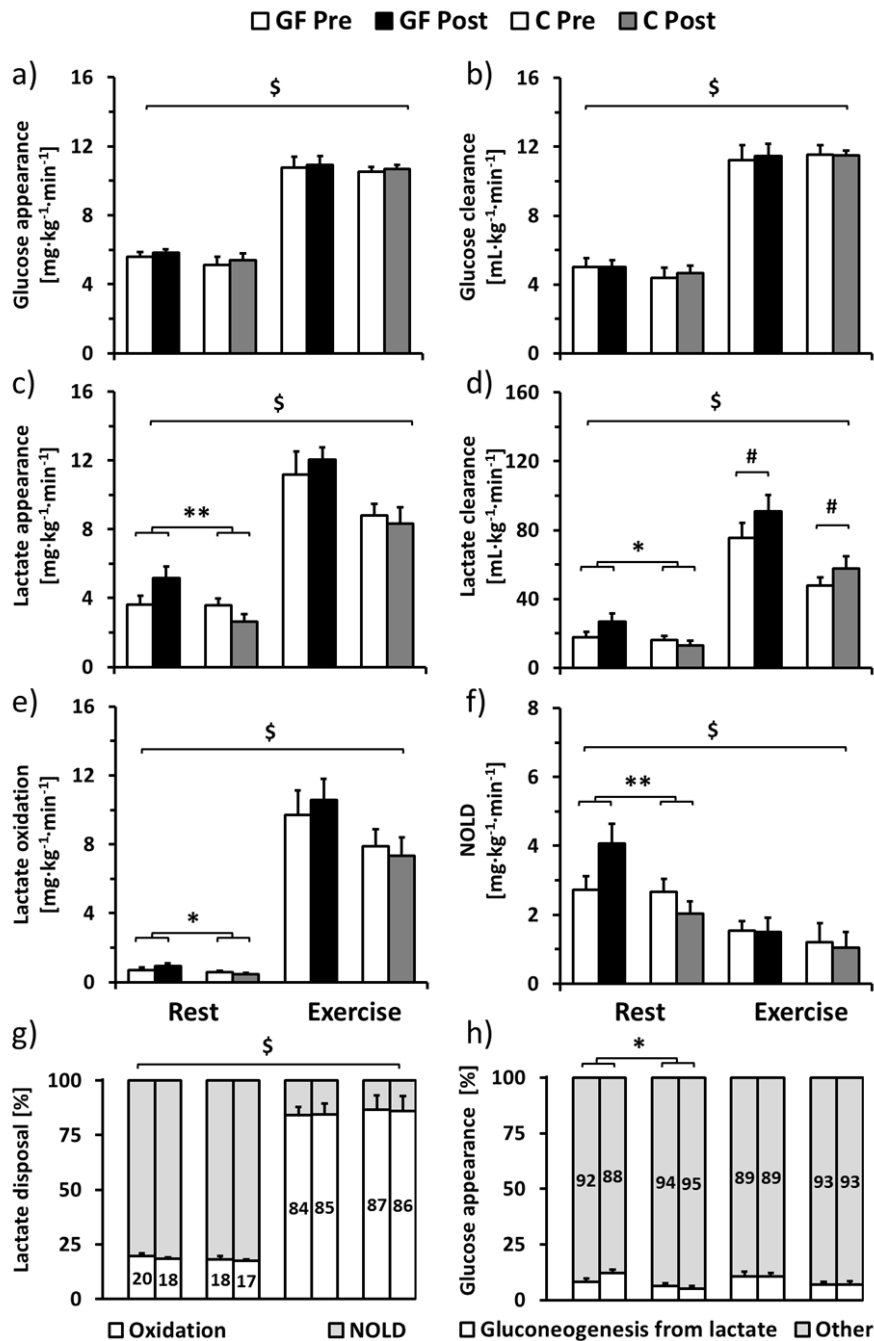 GF Pre GF Post C Pre C Post
a)
$
16
12
8
4
0
Glucose appearance
[mg·kg⁻¹·min⁻¹]
b)
$
16
12
8
4
0
Glucose clearance
[mL·kg⁻¹·min⁻¹]
c)
$
**
16
12
8
4
0
Lactate appearance
[mg·kg⁻¹·min⁻¹]
d)
$
#
#
*
160
120
80
40
0
Lactate clearance
[mL·kg⁻¹·min⁻¹]
e)
$
*
16
12
8
4
0
Lactate oxidation
[mg·kg⁻¹·min⁻¹]
Rest Exercise
f)
$
**
8
6
4
2
0
NOLD
[mg·kg⁻¹·min⁻¹]
Rest Exercise
g)
$
100
75
50
25
0
Lactate disposal [%]
84 85 87 86
20 18 18 17
Oxidation NOLD
h)
*
100
75
50
25
0
Glucose appearance [%]
92 88 94 95 89 89 93 93
Gluconeogenesis from lactate Other